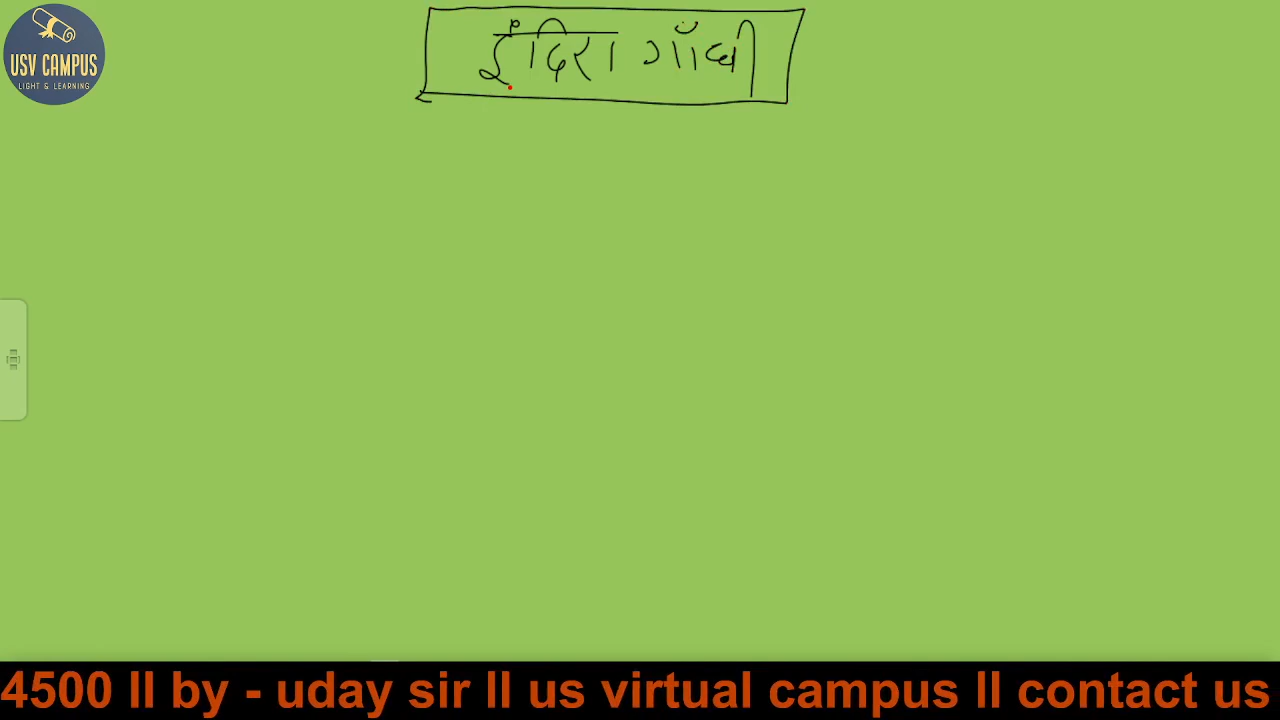 इंदिरा गाँधी
USV CAMPUS
LIGHT & LEARNING
4500 ll by - uday sir ll us virtual campus ll contact us